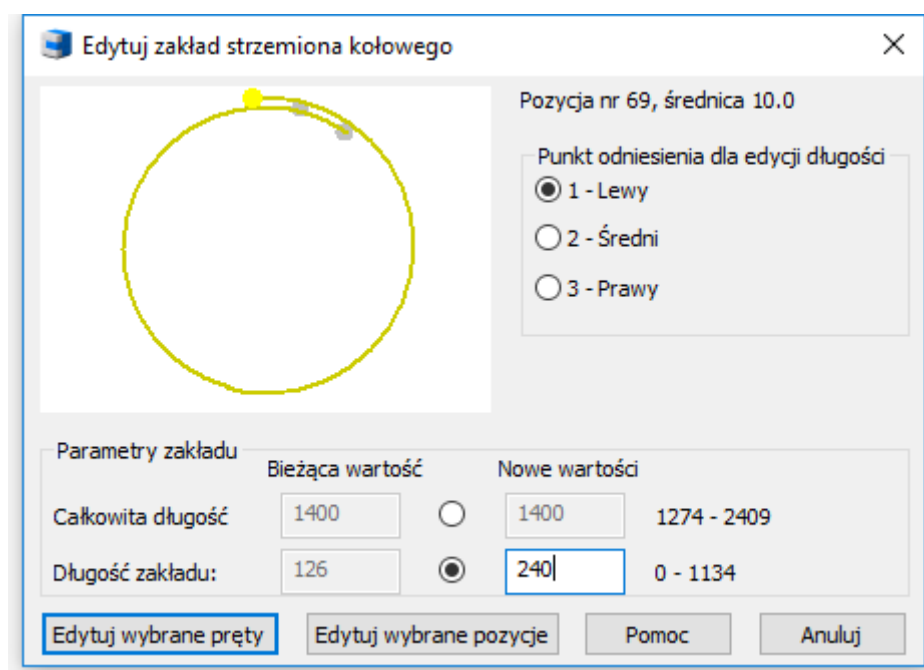 Edytuj zakład strzemiona kołowego
Pozycja nr 69, średnica 10.0
Punkt odniesienia dla edycji długości
1 - Lewy
2 - Średni
3 - Prawy
Parametry zakładu
Bieżąca wartość Nowe wartości
Całkowita długość 1400 1400 1274 - 2409
Długość zakładu: 126 240 0 - 1134
Edytuj wybrane pręty Edytuj wybrane pozycje Pomoc Anuluj